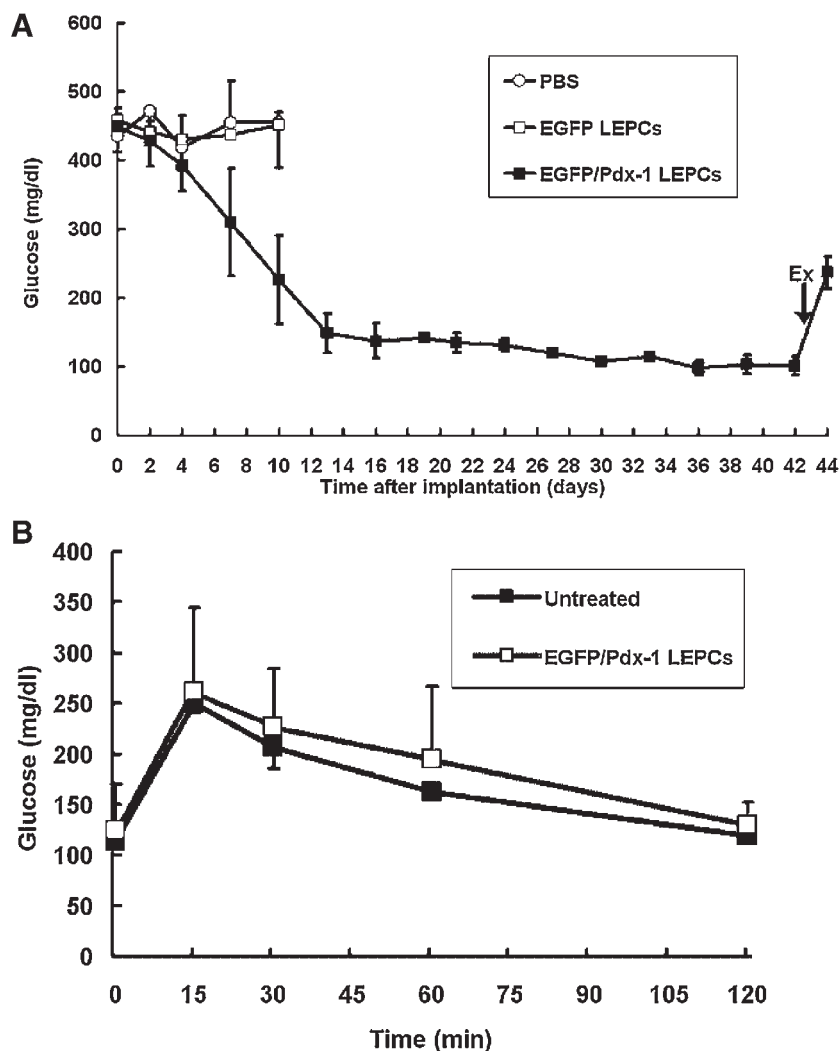 A
600
500
400
300
200
100
0
Glucose (mg/dl)
PBS
EGFP LEPCs
EGFP/Pdx-1 LEPCs
Ex
0 2 4 6 8 10 12 14 16 18 20 22 24 26 28 30 32 34 36 38 40 42 44
Time after implantation (days)
B
400
350
300
250
200
150
100
50
0
Glucose (mg/dl)
Untreated
EGFP/Pdx-1 LEPCs
0 15 30 45 60 75 90 105 120
Time (min)